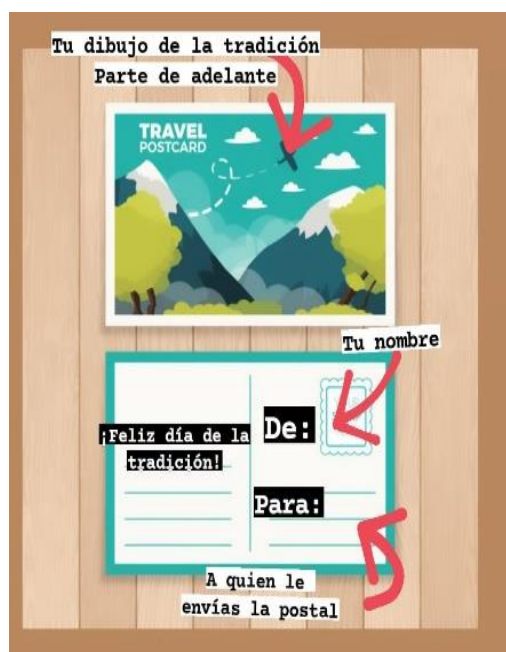 Tu dibujo de la tradición
Parte de adelante
TRAVEL
POSTCARD
Tu nombre
¡Feliz día de la
tradición!
De:
Para:
A quien le
envías la postal